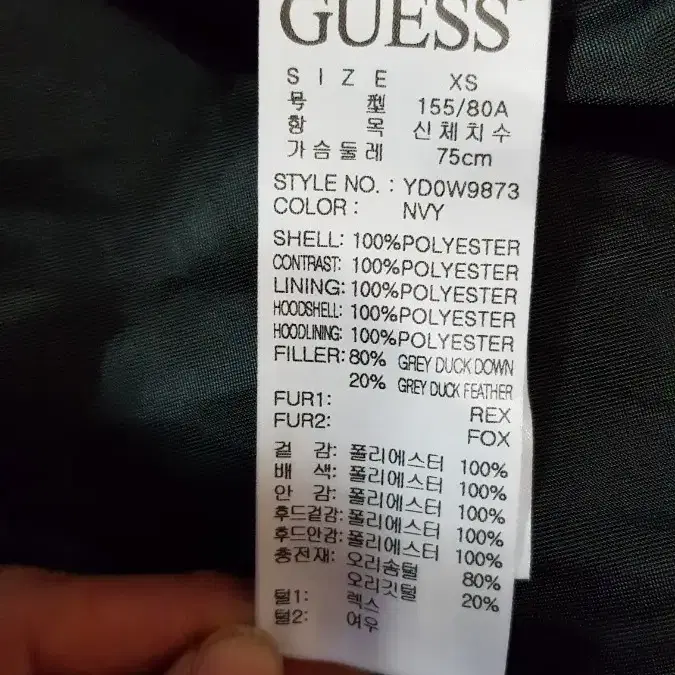 GUESS
SIZE XS
号 型 155/80A
항 목 신체치수
가슴둘레 75cm
STYLE NO. : YD0W9873
COLOR : NVY
SHELL: 100%POLYESTER
CONTRAST: 100%POLYESTER
LINING: 100%POLYESTER
HOODSHELL: 100%POLYESTER
HOODLINING: 100%POLYESTER
FILLER: 80% GREY DUCK DOWN
20% GREY DUCK FEATHER
FUR1: REX
FUR2: FOX
겉 감: 폴리에스터 100%
배 색: 폴리에스터 100%
안 감: 폴리에스터 100%
후드겉감: 폴리에스터 100%
후드안감: 폴리에스터 100%
충전재: 오리솜털 80%
오리깃털 20%
털1: 렉스
털2: 여우